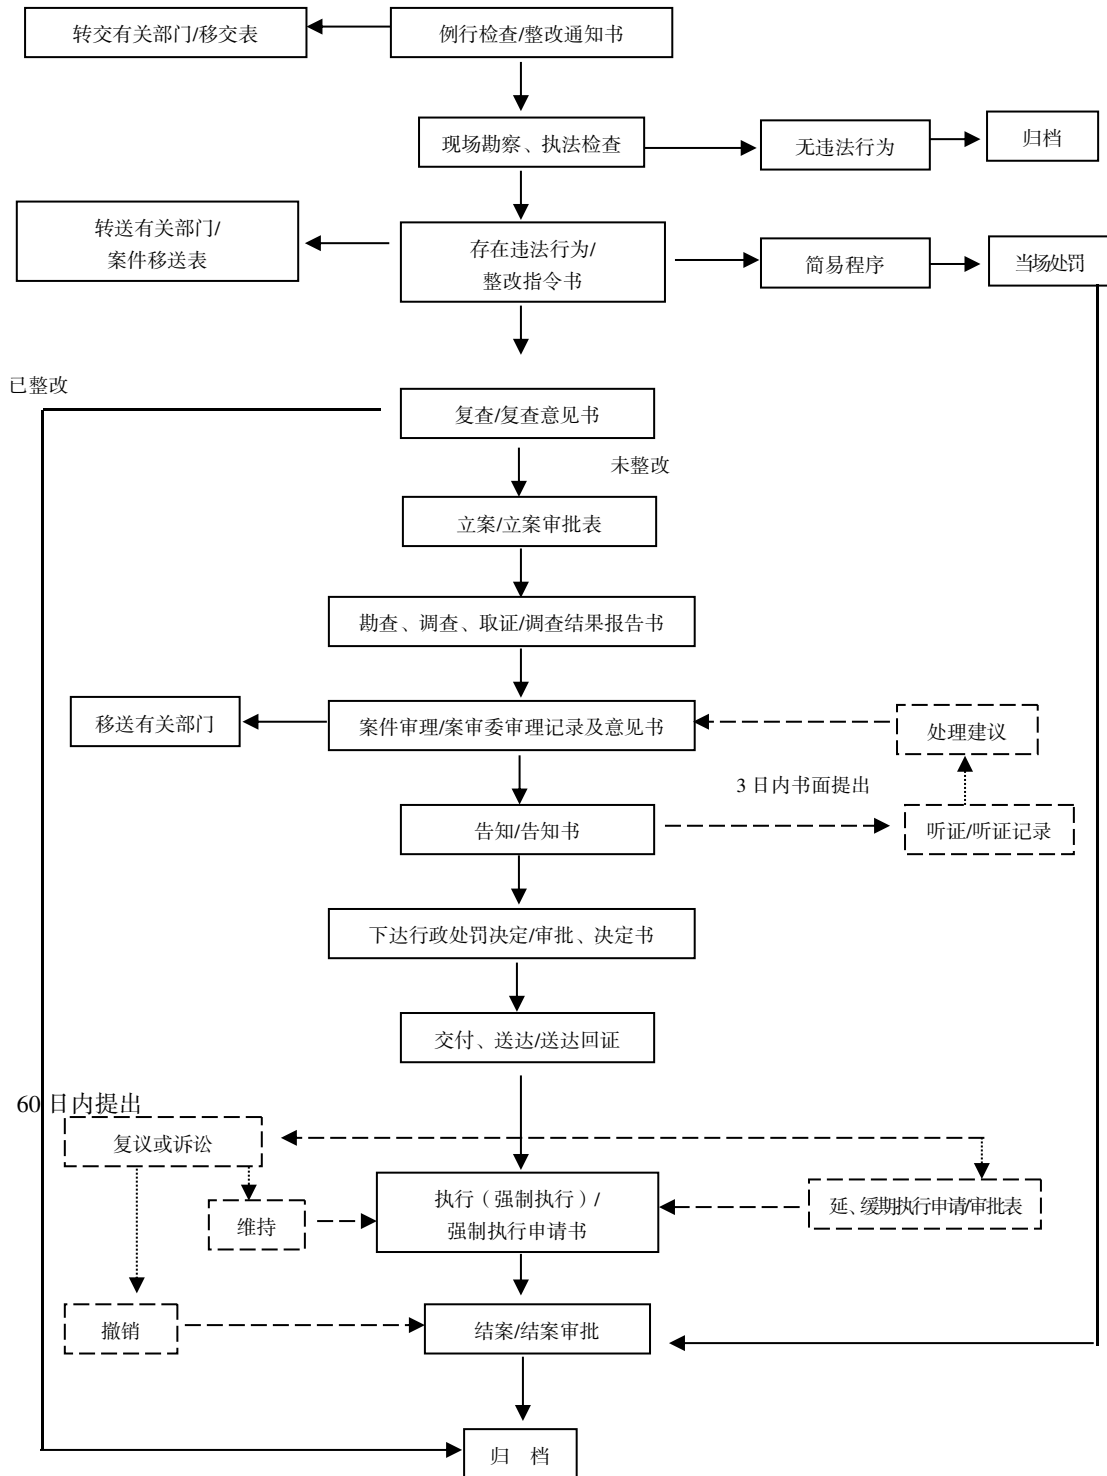 转交有关部门/移交表
例行检查/整改通知书
现场勘察、执法检查
无违法行为
归档
转送有关部门/
案件移送表
存在违法行为/
整改指令书
简易程序
当场处罚
已整改
复查/复查意见书
未整改
立案/立案审批表
勘查、调查、取证/调查结果报告书
移送有关部门
案件审理/案审委审理记录及意见书
处理建议
3 日内书面提出
告知/告知书
听证/听证记录
下达行政处罚决定/审批、决定书
交付、送达/送达回证
60 日内提出
复议或诉讼
执行（强制执行）/
强制执行申请书
延、缓期执行申请/审批表
维持
撤销
结案/结案审批
归 档